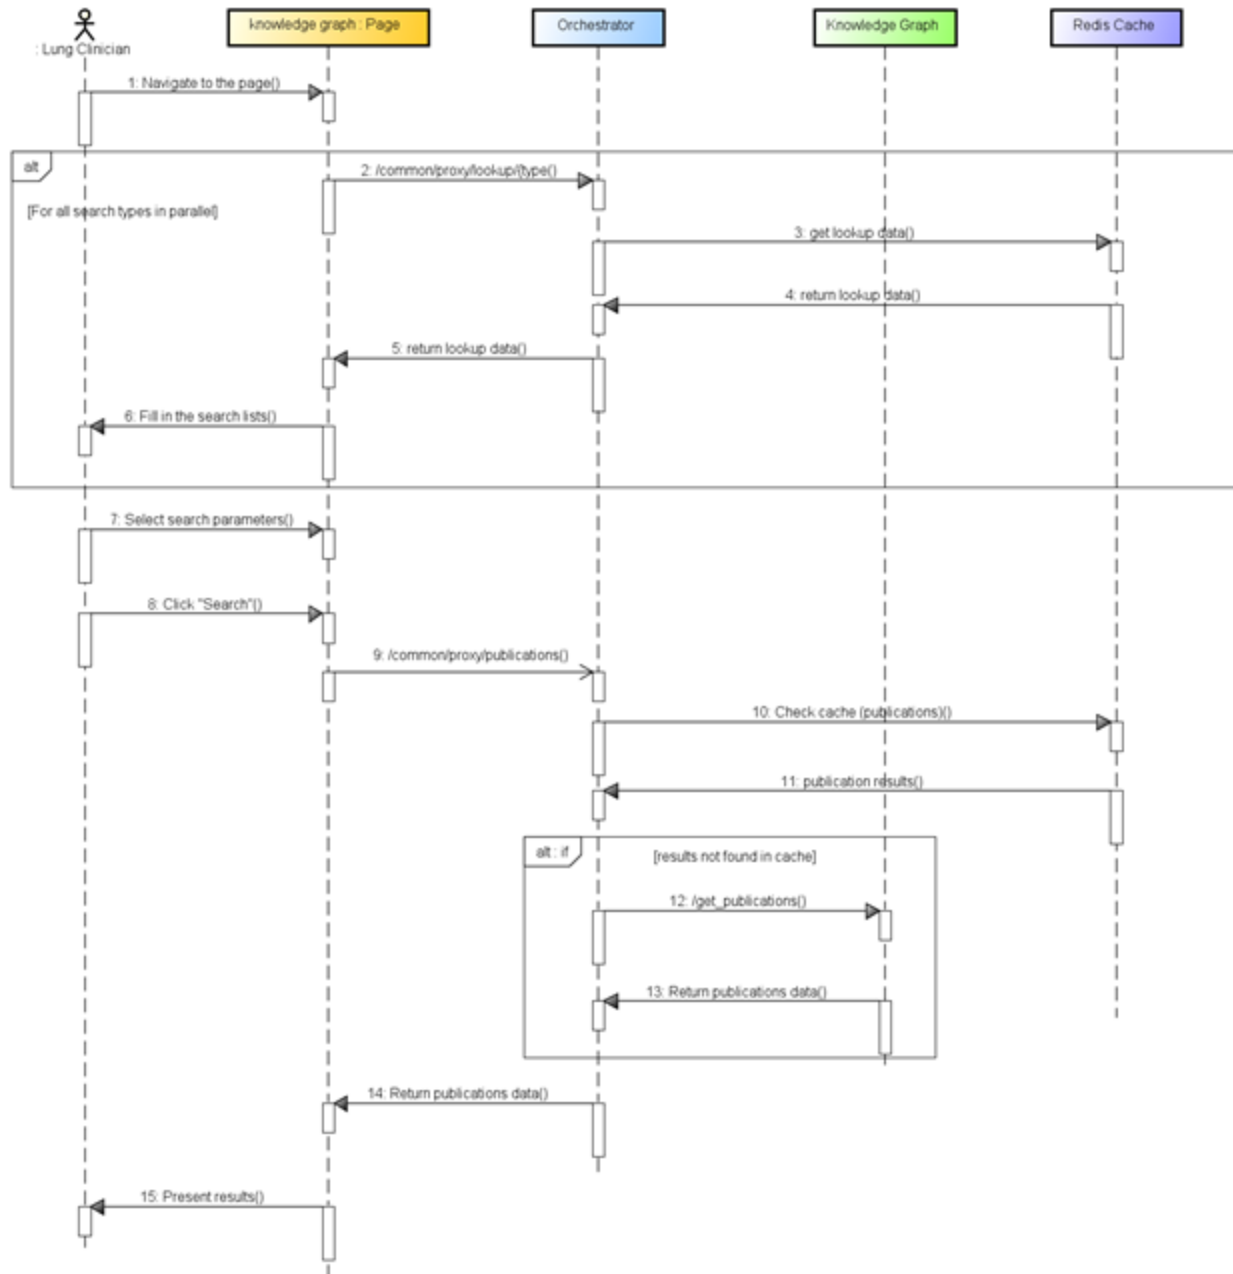 : Lung Clinician
knowledge graph : Page
Orchestrator
Knowledge Graph
Redis Cache
1: Navigate to the page()
alt
[For all search types in parallel]
2: /common/proxy/lookup/{type()
3: get lookup data()
4: return lookup data()
5: return lookup data()
6: Fill in the search lists()
7: Select search parameters()
8: Click "Search"()
9: /common/proxy/publications()
10: Check cache (publications)()
11: publication results()
alt : if
[results not found in cache]
12: /get_publications()
13: Return publications data()
14: Return publications data()
15: Present results()